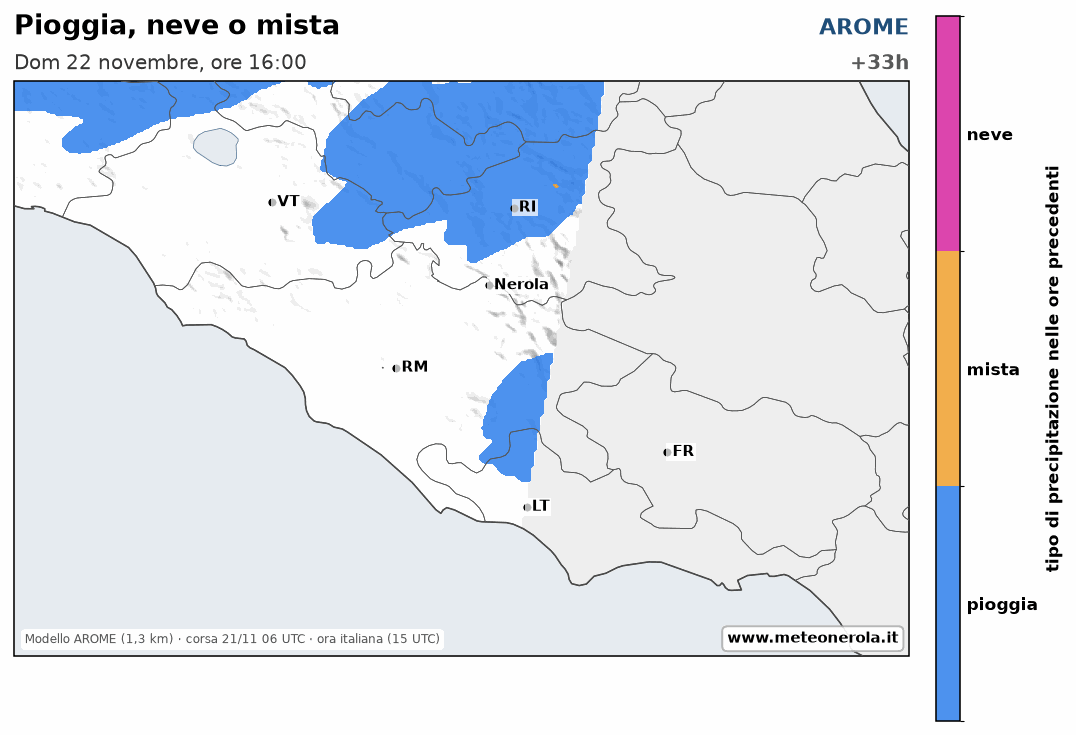 Pioggia, neve o mista
AROME
Dom 22 novembre, ore 16:00
+33h
neve
mista
pioggia
tipo di precipitazione nelle ore precedenti
VT
RI
Nerola
RM
FR
LT
Modello AROME (1,3 km) · corsa 21/11 06 UTC · ora italiana (15 UTC)
www.meteonerola.it